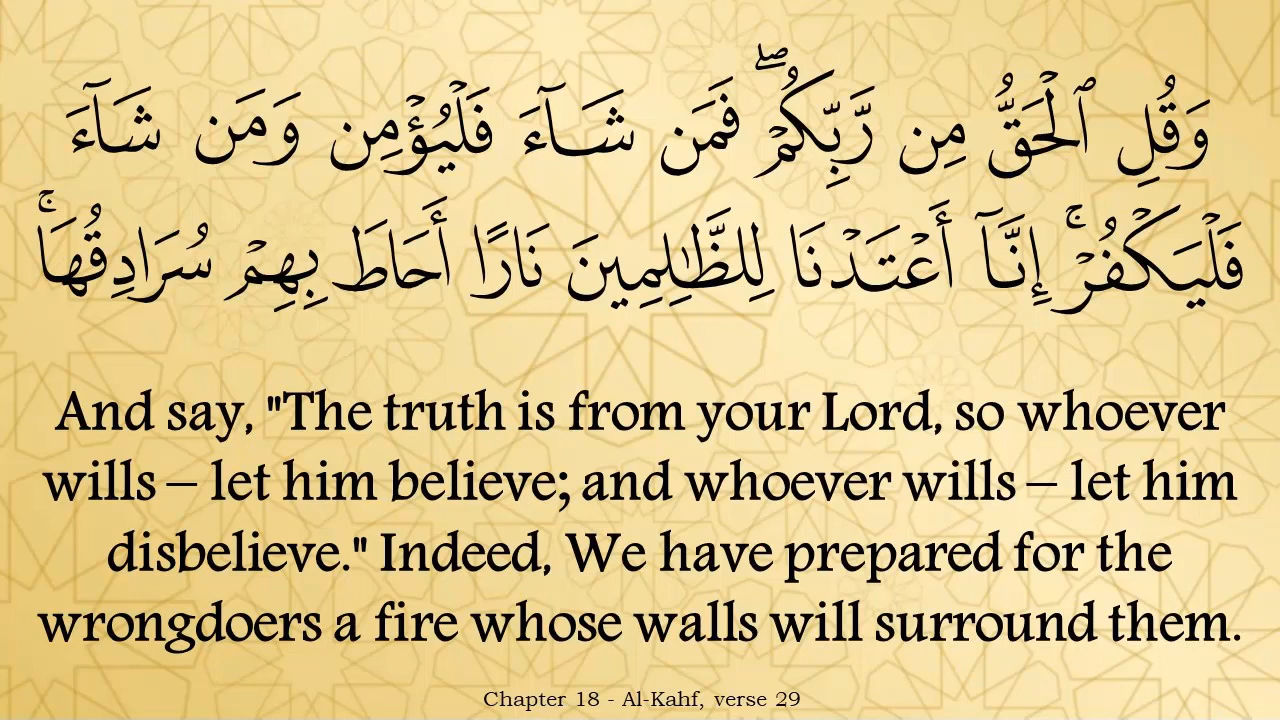 وَقُلِ ٱلْحَقُّ مِن رَّبِّكُمْ ۖ فَمَن شَآءَ فَلْيُؤْمِن وَمَن شَآءَ
فَلْيَكْفُرْ ۚ إِنَّآ أَعْتَدْنَا لِلظَّـٰلِمِينَ نَارًا أَحَاطَ بِهِمْ سُرَادِقُهَا ۚ
And say, "The truth is from your Lord, so whoever
wills – let him believe; and whoever wills – let him
disbelieve." Indeed, We have prepared for the
wrongdoers a fire whose walls will surround them.
Chapter 18 - Al-Kahf, verse 29